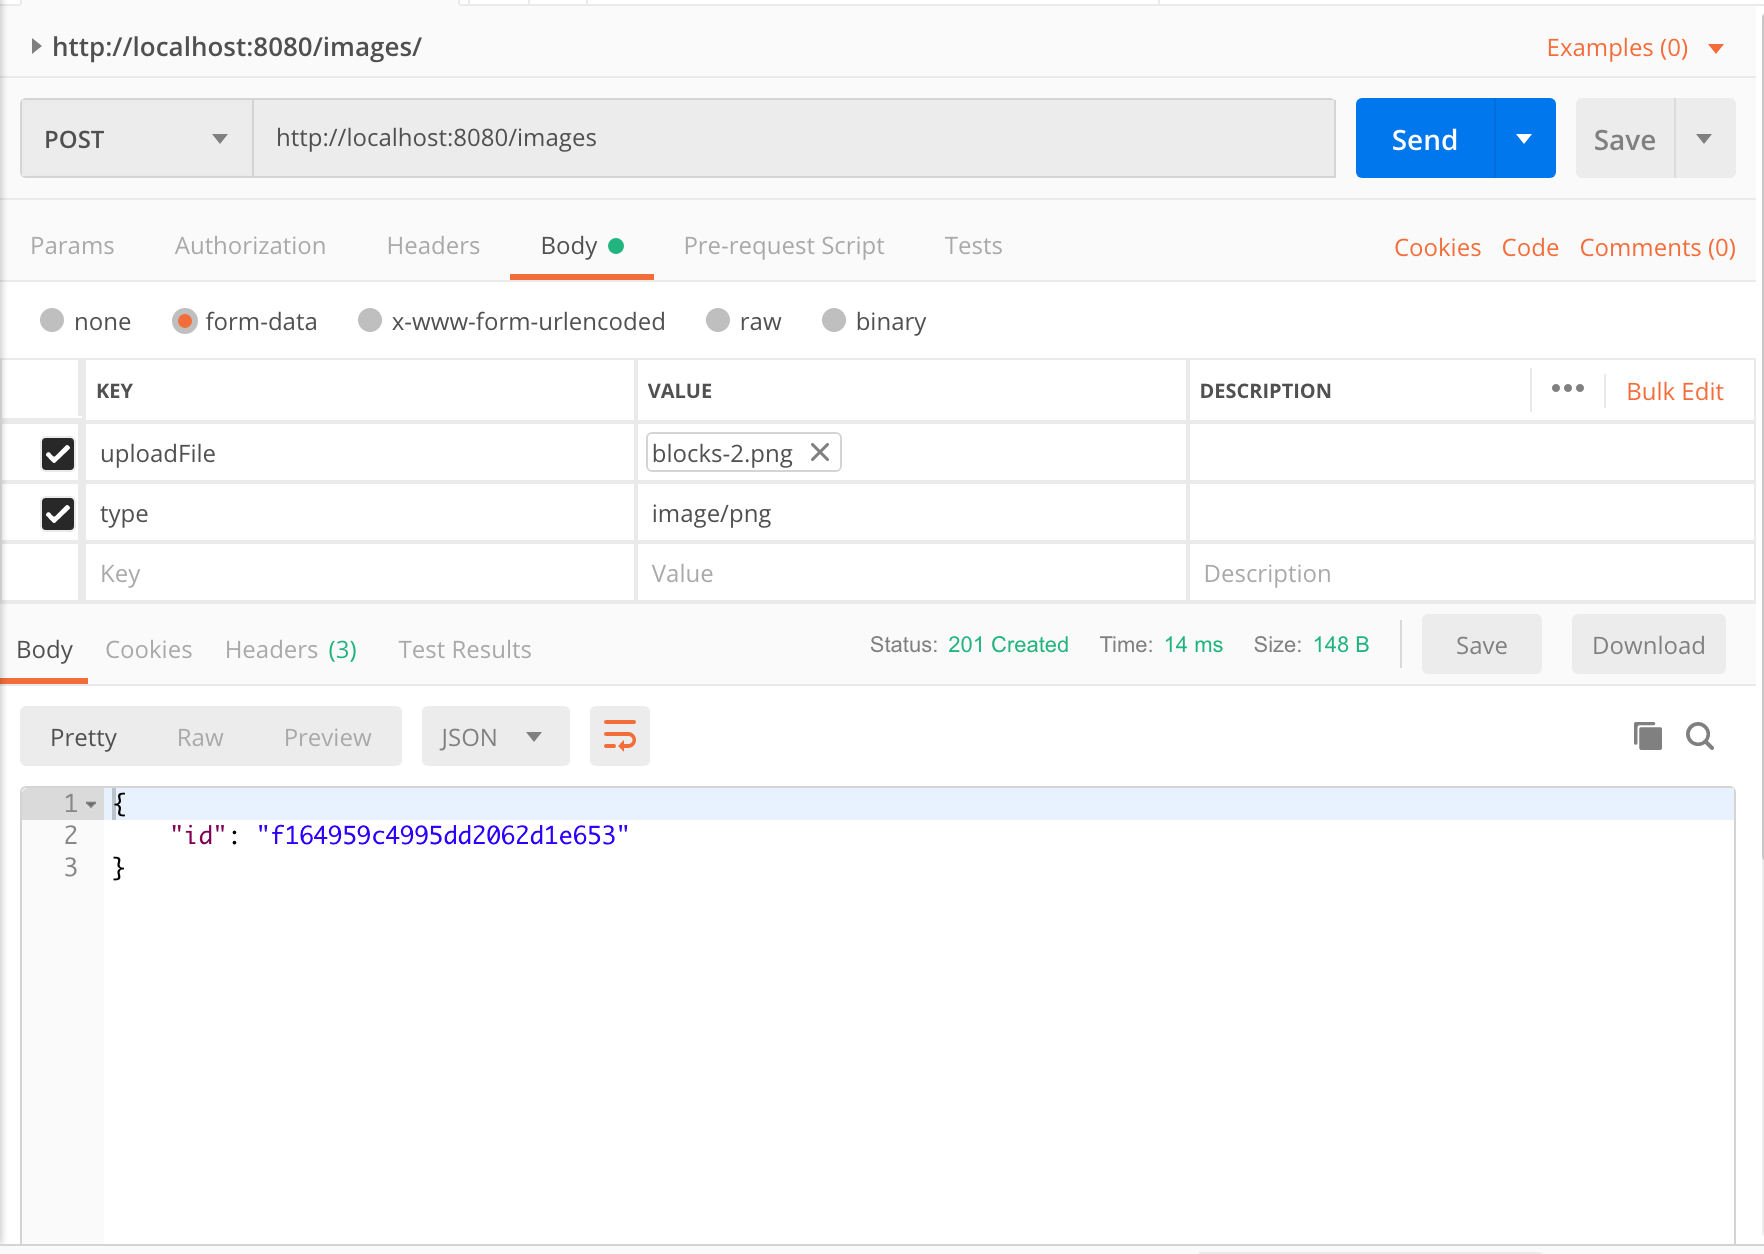 http://localhost:8080/images/ Examples (0)
POST http://localhost:8080/images Send Save
Params Authorization Headers Body Pre-request Script Tests Cookies Code Comments (0)
none form-data x-www-form-urlencoded raw binary
KEY VALUE DESCRIPTION ••• Bulk Edit
uploadFile blocks-2.png
type image/png
Key Value Description
Body Cookies Headers (3) Test Results Status: 201 Created Time: 14 ms Size: 148 B Save Download
Pretty Raw Preview JSON
1 {
2 "id": "f164959c4995dd2062d1e653"
3 }